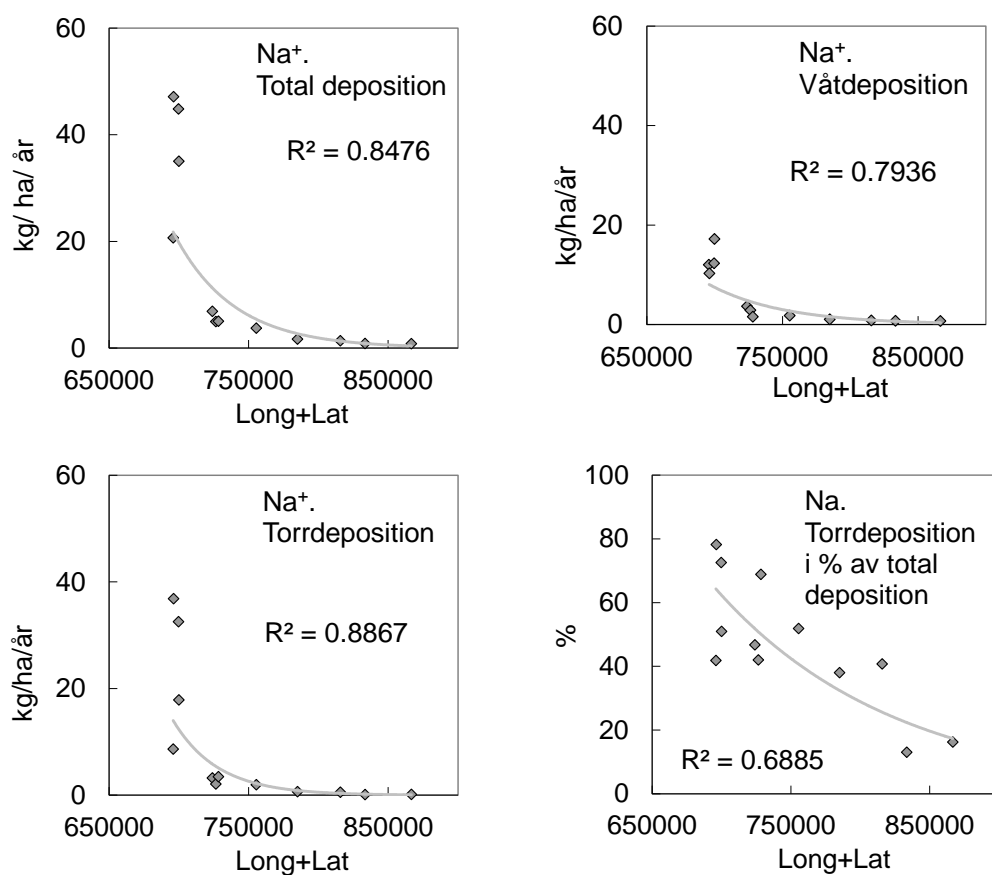 60
40
20
0
kg/ ha/ år
Na⁺.
Total deposition
R² = 0.8476
650000 750000 850000
Long+Lat
60
40
20
0
kg/ha/år
Na⁺.
Våtdeposition
R² = 0.7936
650000 750000 850000
Long+Lat
60
40
20
0
kg/ha/år
Na⁺.
Torrdeposition
R² = 0.8867
650000 750000 850000
Long+Lat
100
80
60
40
20
0
%
Na.
Torrdeposition
i % av total
deposition
R² = 0.6885
650000 750000 850000
Long+Lat